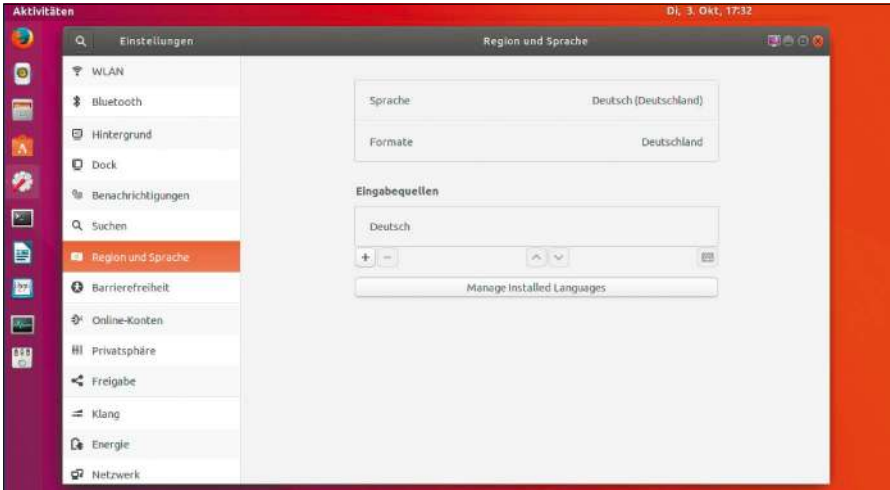 Aktivitäten
Di, 3. Okt, 17:32
Einstellungen
Region und Sprache
WLAN
Bluetooth
Hintergrund
Dock
Benachrichtigungen
Suchen
Region und Sprache
Barrierefreiheit
Online-Konten
Privatsphäre
Freigabe
Klang
Energie
Netzwerk
Sprache Deutsch (Deutschland)
Formate Deutschland
Eingabequellen
Deutsch
Manage Installed Languages